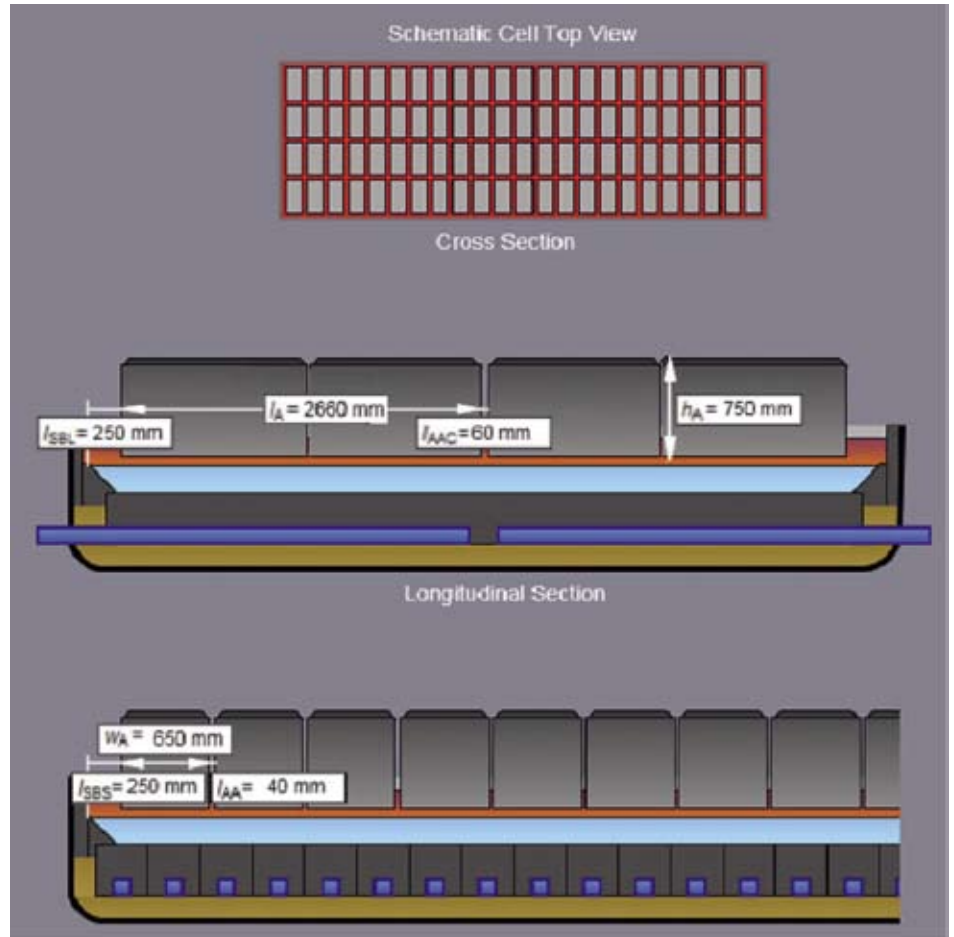 Schematic Cell Top View
Cross Section
lA = 2660 mm
hA = 750 mm
lSBL = 250 mm
lAAC = 60 mm
Longitudinal Section
wA = 650 mm
lSBS = 250 mm
lAA = 40 mm